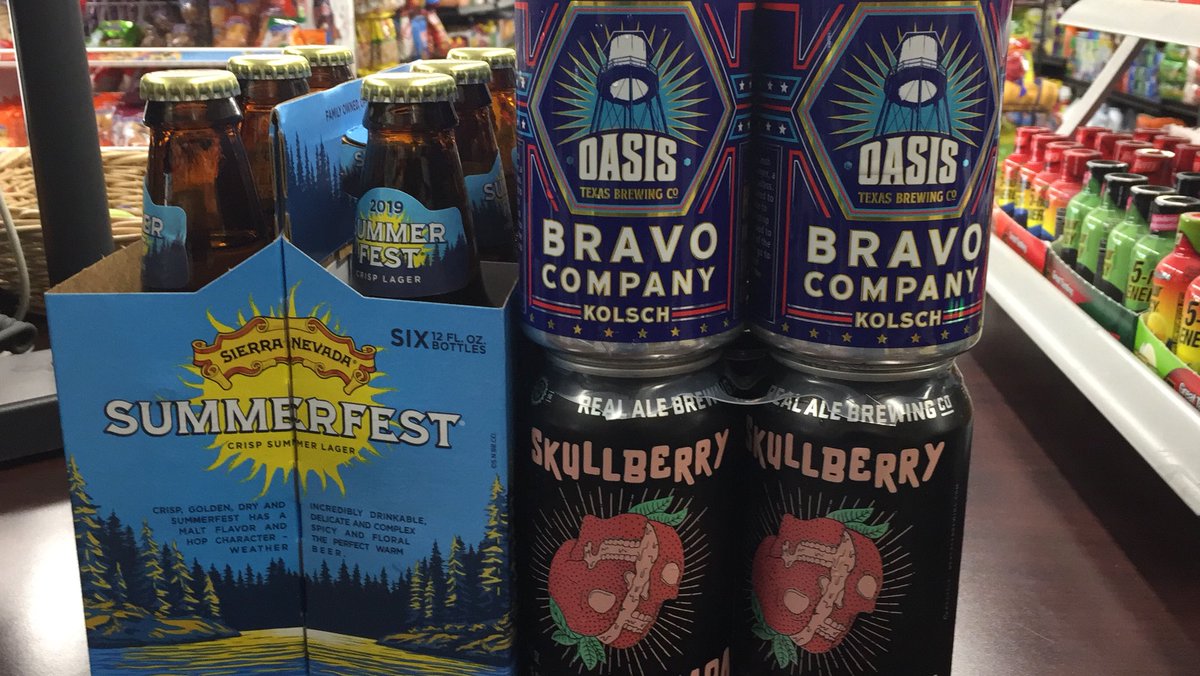 FAMILY OWNED,
2019
SUMMER
FEST
CRISP LAGER
SIERRA NEVADA
SIX 12 FL. OZ.
BOTTLES
SUMMERFEST
CRISP SUMMER LAGER
CRISP, GOLDEN, DRY AND
SUMMERFEST HAS A
MALT FLAVOR AND
HOP CHARACTER –
WEATHER
INCREDIBLY DRINKABLE,
DELICATE AND COMPLEX
SPICY AND FLORAL
THE PERFECT WARM
BEER.
OASIS
TEXAS BREWING CO
BRAVO
COMPANY
KOLSCH
OASIS
TEXAS BREWING CO
BRAVO
COMPANY
KOLSCH
REAL ALE BREW
SKULLBERRY
REAL ALE BREWING CO
SKULLBERRY